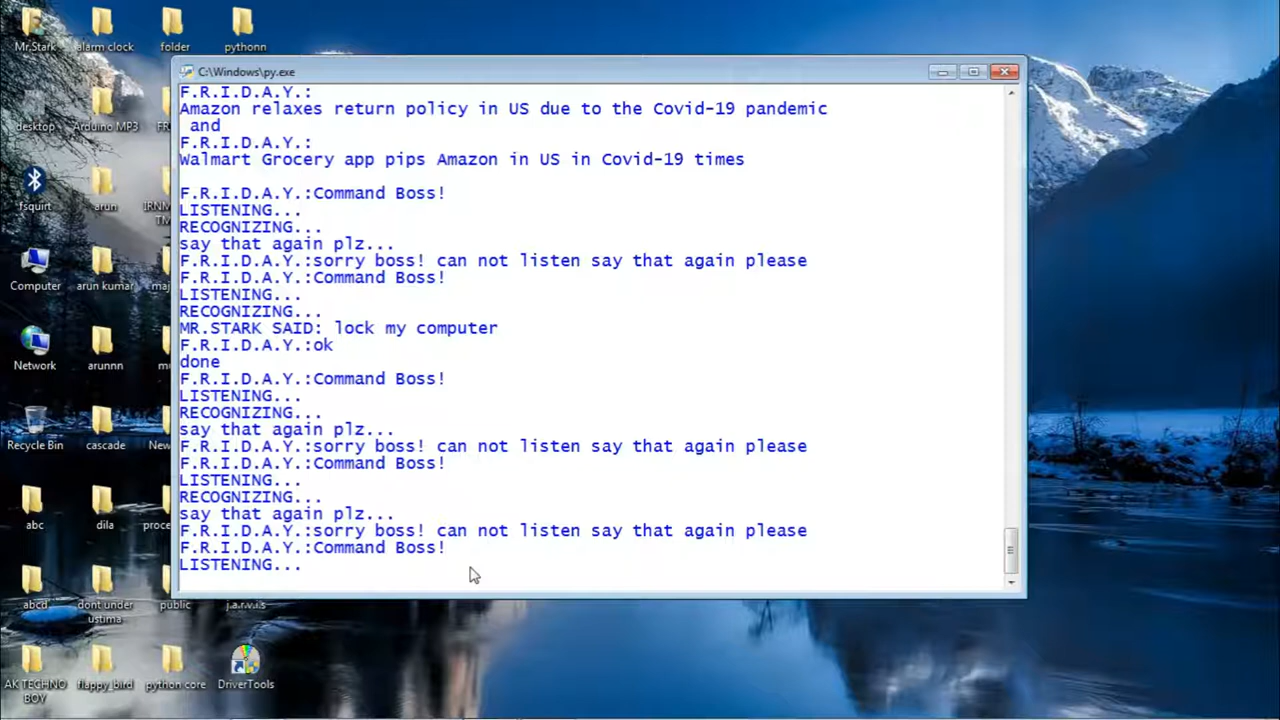 Mr.Stark
alarm clock
folder
pythonn
C:\Windows\py.exe
F.R.I.D.A.Y.:
Amazon relaxes return policy in US due to the Covid-19 pandemic
and
F.R.I.D.A.Y.:
Walmart Grocery app pips Amazon in US in Covid-19 times
F.R.I.D.A.Y.:Command Boss!
LISTENING...
RECOGNIZING...
say that again plz...
F.R.I.D.A.Y.:sorry boss! can not listen say that again please
F.R.I.D.A.Y.:Command Boss!
LISTENING...
RECOGNIZING...
MR.STARK SAID: lock my computer
F.R.I.D.A.Y.:ok
done
F.R.I.D.A.Y.:Command Boss!
LISTENING...
RECOGNIZING...
say that again plz...
F.R.I.D.A.Y.:sorry boss! can not listen say that again please
F.R.I.D.A.Y.:Command Boss!
LISTENING...
RECOGNIZING...
say that again plz...
F.R.I.D.A.Y.:sorry boss! can not listen say that again please
F.R.I.D.A.Y.:Command Boss!
LISTENING...
desktop
Arduino MP3
fsquirt
arun
Computer
arun kumar
Network
arunnn
Recycle Bin
cascade
abc
dila
abcd
dont under
ustima
public
j.a.r.v.i.s
AK TECHNO
BOY
flappy_bird
python core
DriverTools